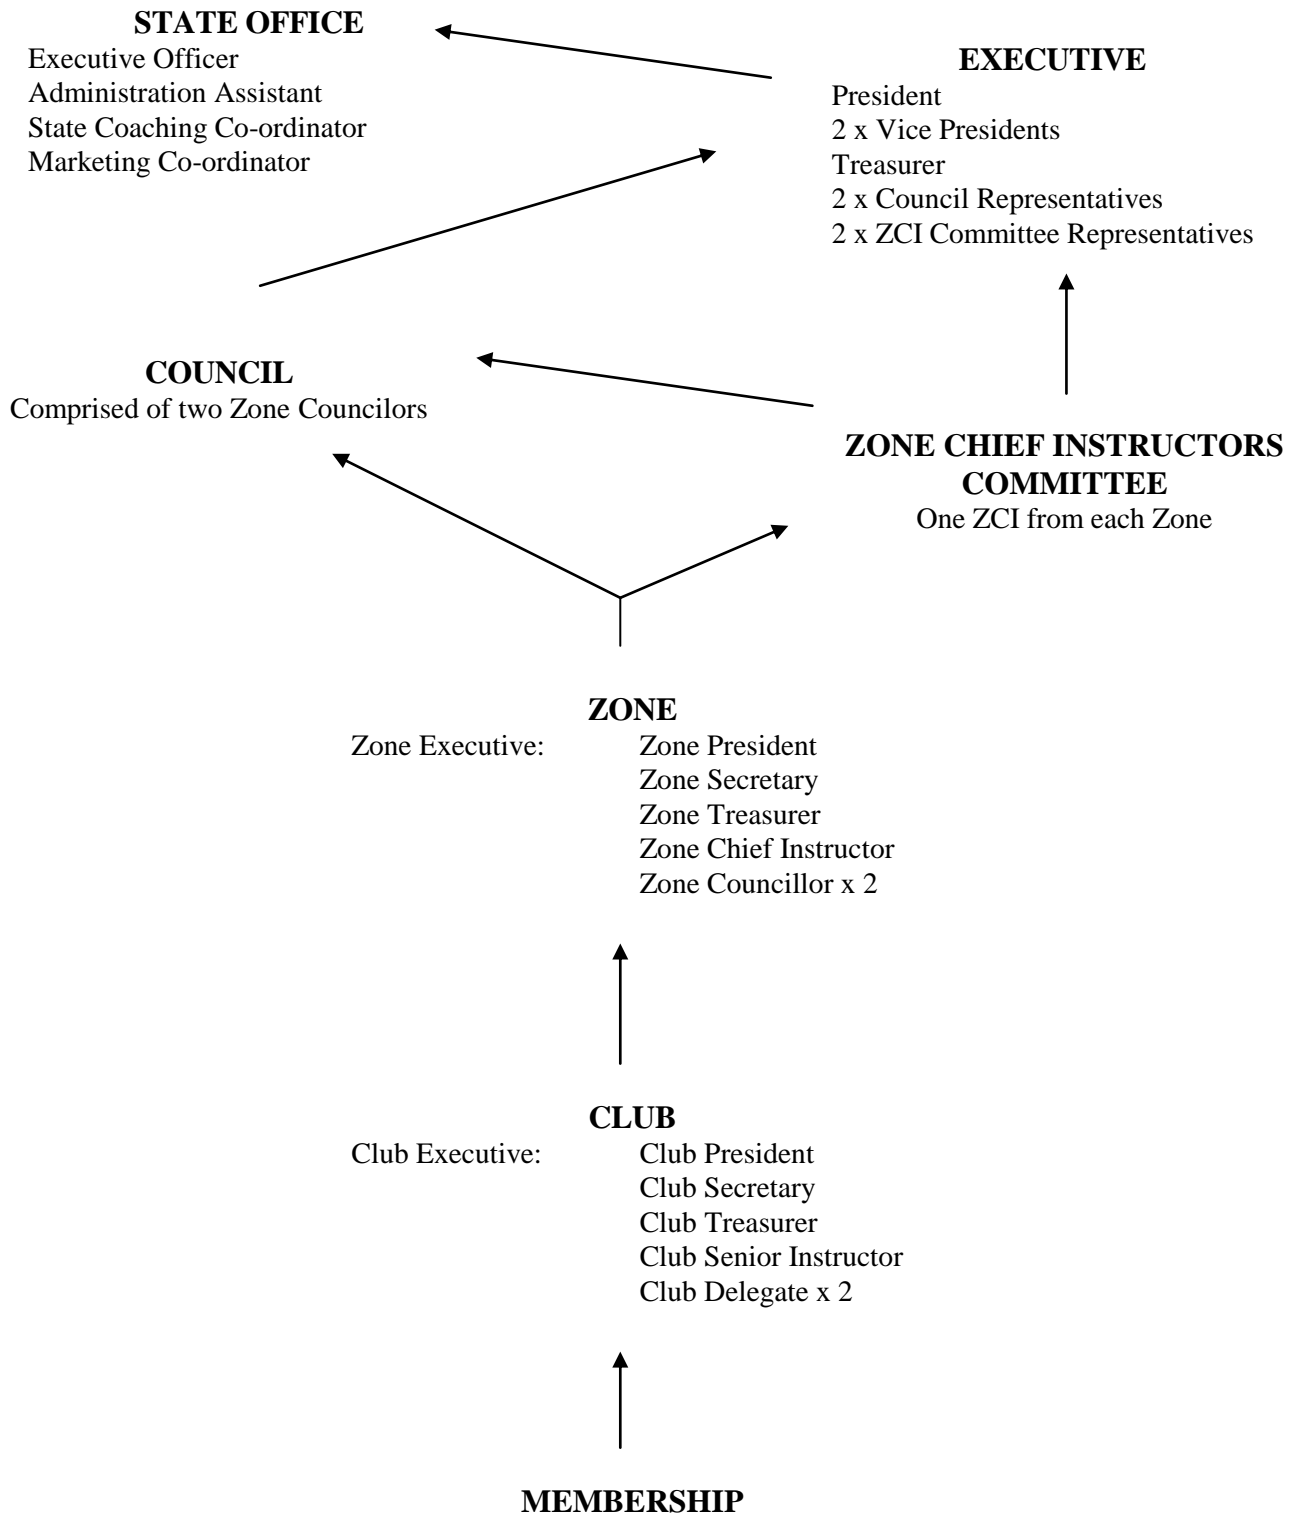 STATE OFFICE
Executive Officer
Administration Assistant
State Coaching Co-ordinator
Marketing Co-ordinator
EXECUTIVE
President
2 x Vice Presidents
Treasurer
2 x Council Representatives
2 x ZCI Committee Representatives
COUNCIL
Comprised of two Zone Councilors
ZONE CHIEF INSTRUCTORS
COMMITTEE
One ZCI from each Zone
ZONE
Zone Executive: Zone President
Zone Secretary
Zone Treasurer
Zone Chief Instructor
Zone Councillor x 2
CLUB
Club Executive: Club President
Club Secretary
Club Treasurer
Club Senior Instructor
Club Delegate x 2
MEMBERSHIP